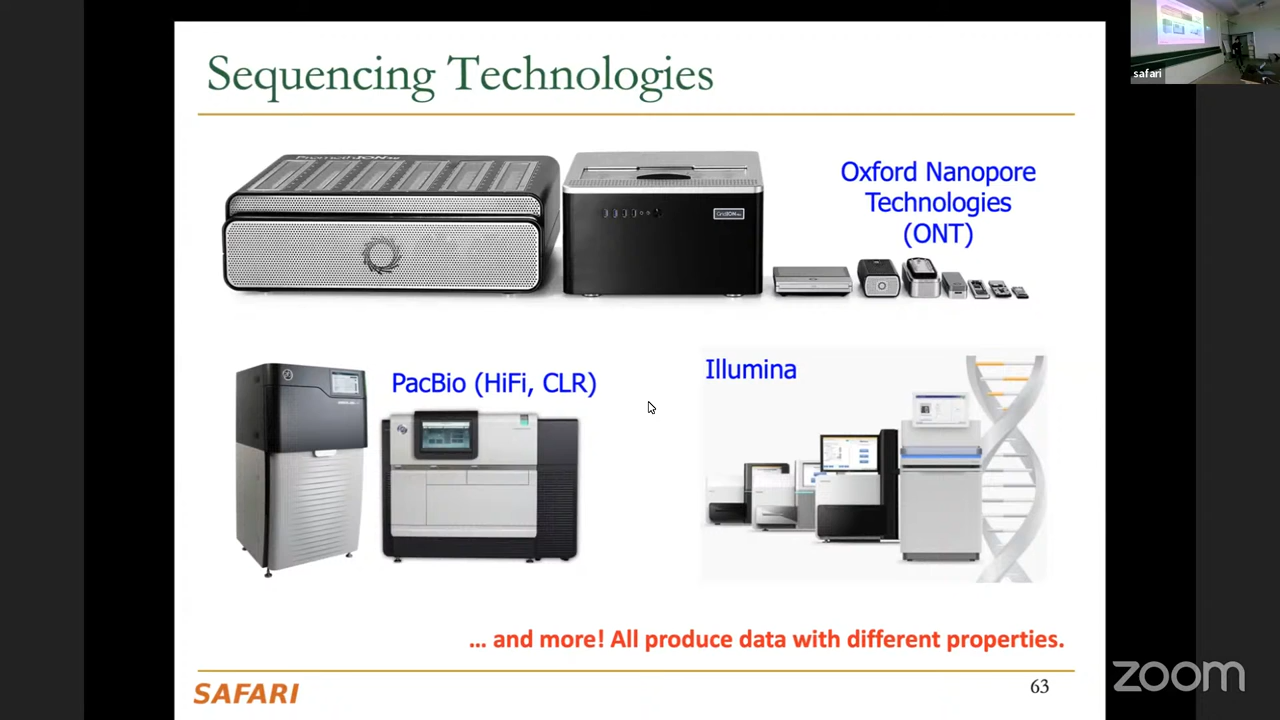 Sequencing Technologies
safari
Oxford Nanopore
Technologies
(ONT)
GridION
PacBio (HiFi, CLR)
Illumina
... and more! All produce data with different properties.
SAFARI
63
zoom